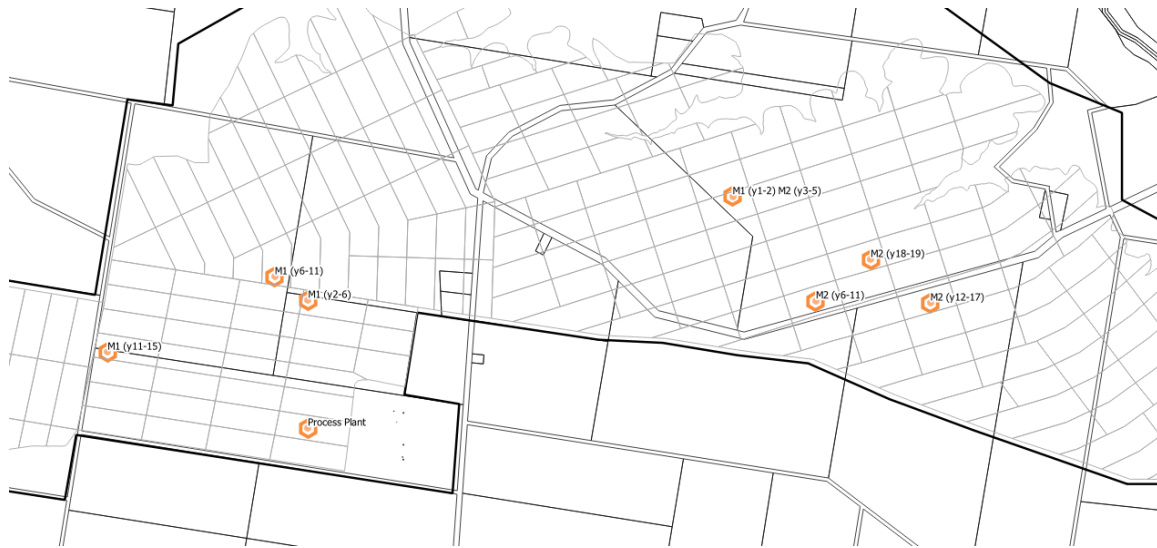 M1 (y1-2) M2 (y3-5)
M2 (y18-19)
M1 (y6-11)
M1 (y2-6)
M2 (y6-11)
M2 (y12-17)
M1 (y11-15)
Process Plant